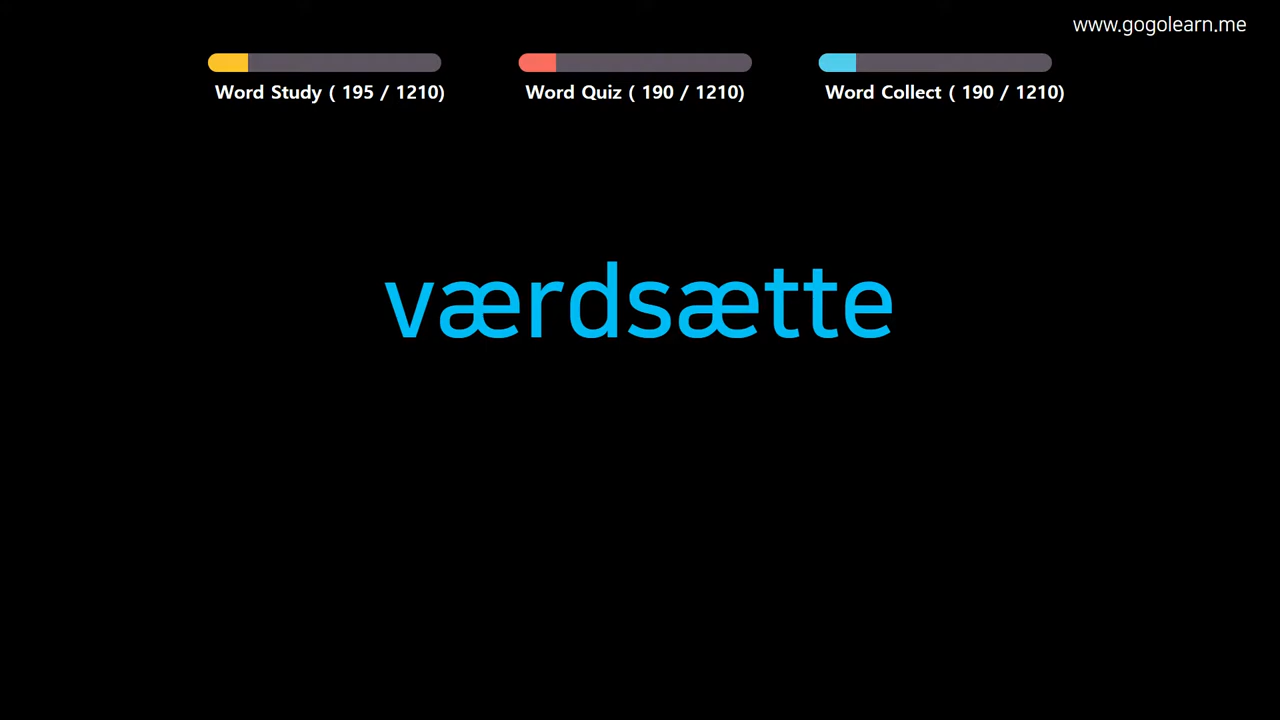 www.gogolearn.me
Word Study ( 195 / 1210)
Word Quiz ( 190 / 1210)
Word Collect ( 190 / 1210)
værdsætte